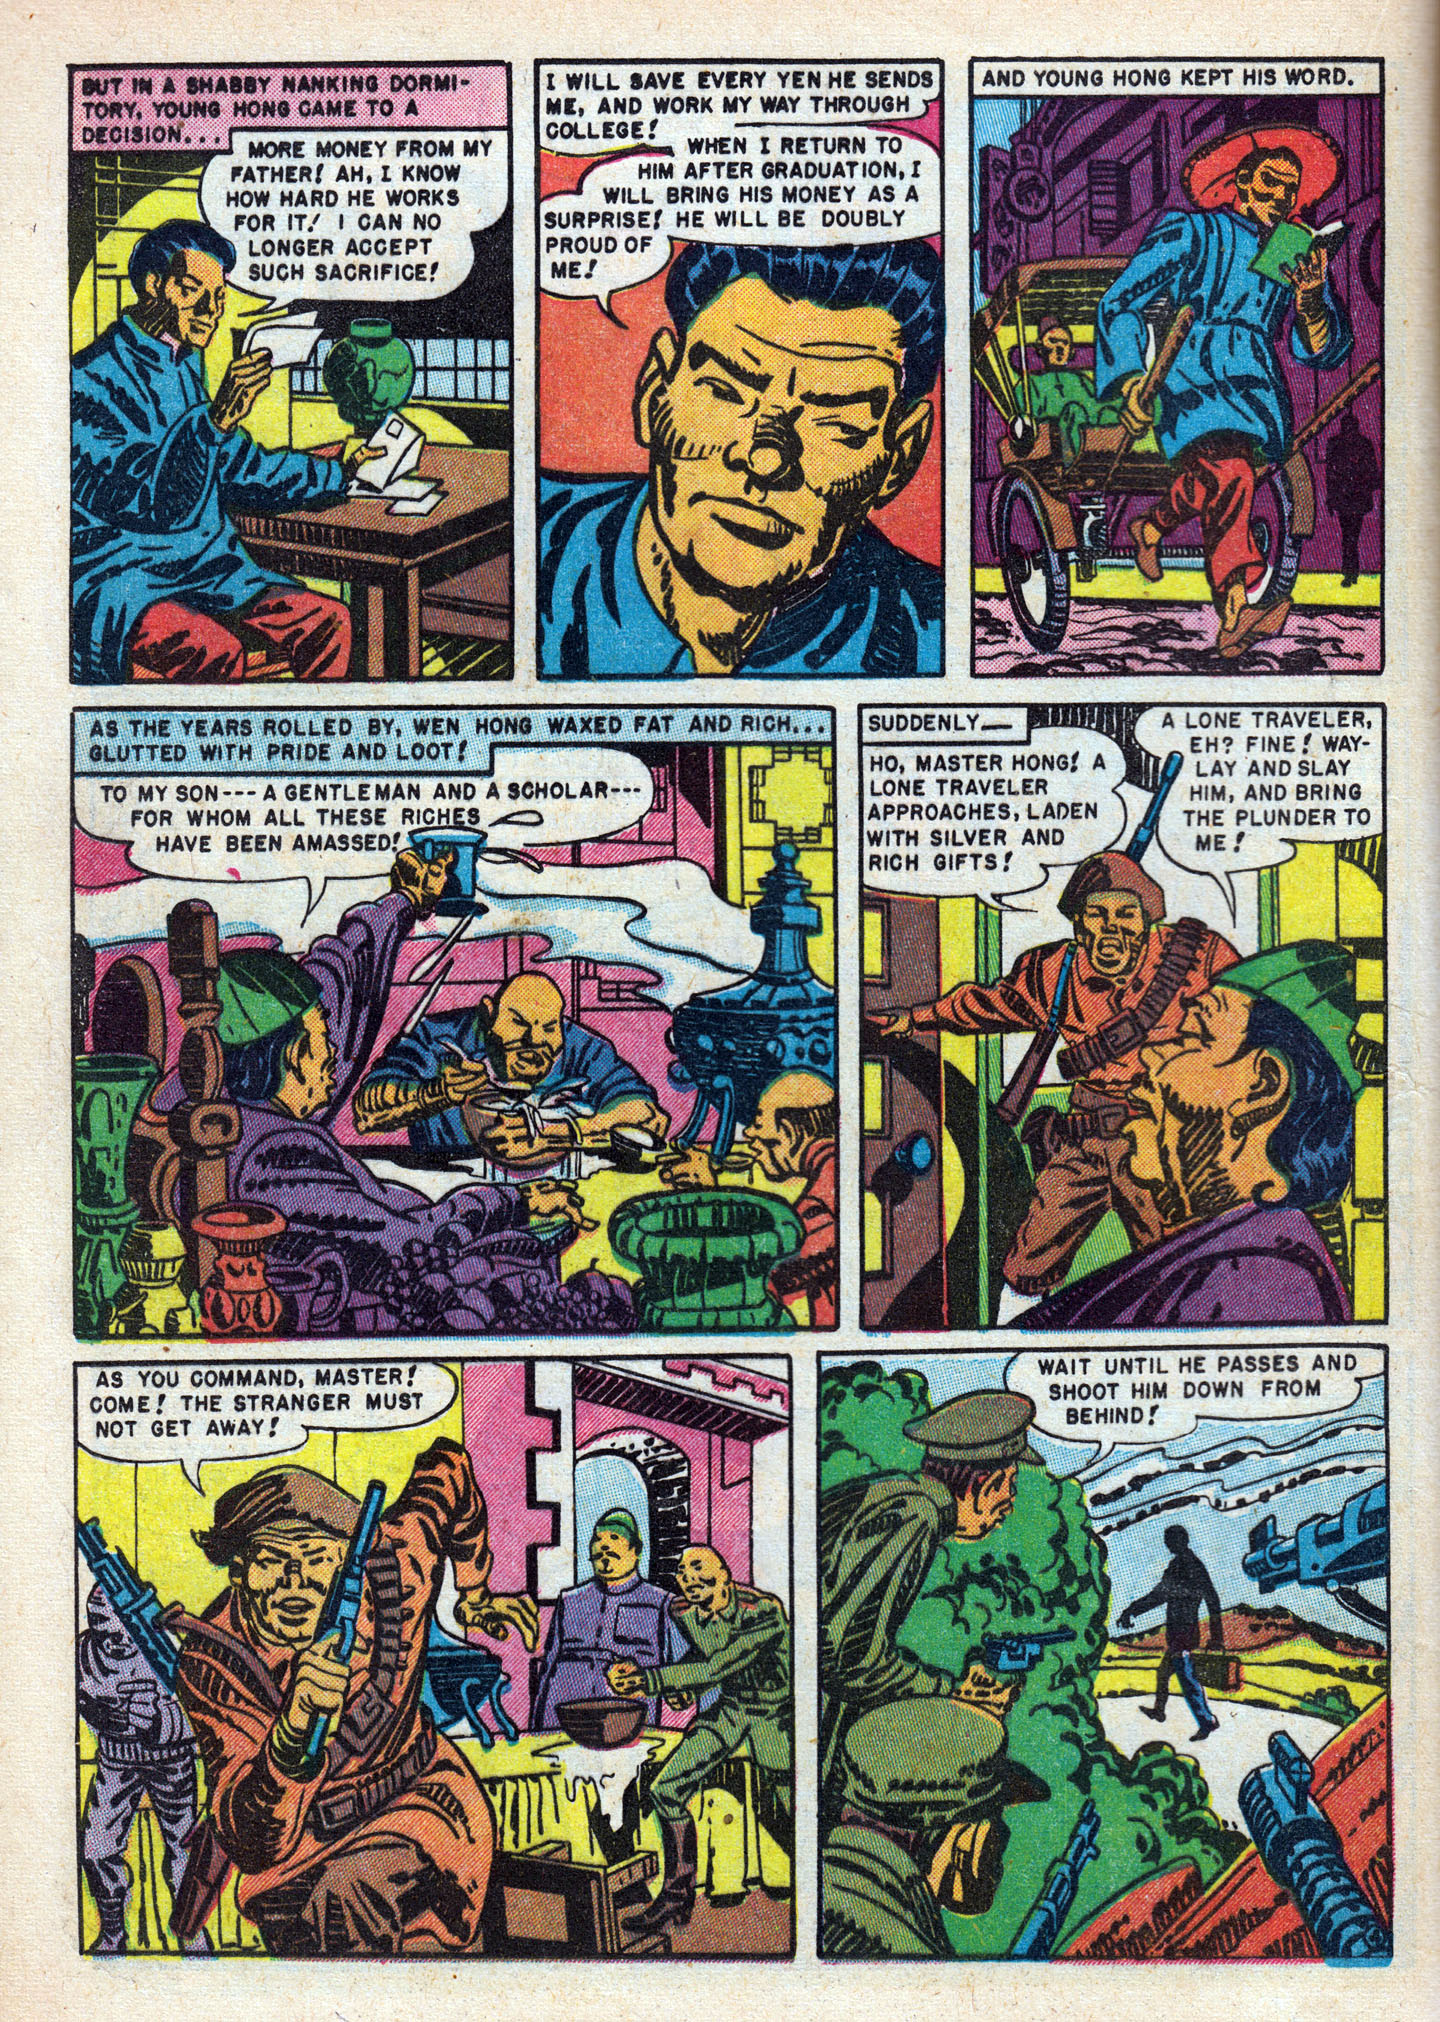 BUT IN A SHABBY NANKING DORMI-
TORY, YOUNG HONG CAME TO A
DECISION...
MORE MONEY FROM MY
FATHER! AH, I KNOW
HOW HARD HE WORKS
FOR IT! I CAN NO
LONGER ACCEPT
SUCH SACRIFICE!
I WILL SAVE EVERY YEN HE SENDS
ME, AND WORK MY WAY THROUGH
COLLEGE!
WHEN I RETURN TO
HIM AFTER GRADUATION, I
WILL BRING HIS MONEY AS A
SURPRISE! HE WILL BE DOUBLY
PROUD OF
ME!
AND YOUNG HONG KEPT HIS WORD.
AS THE YEARS ROLLED BY, WEN HONG WAXED FAT AND RICH...
GLUTTED WITH PRIDE AND LOOT!
TO MY SON--- A GENTLEMAN AND A SCHOLAR---
FOR WHOM ALL THESE RICHES
HAVE BEEN AMASSED!
SUDDENLY—
HO, MASTER HONG! A
LONE TRAVELER
APPROACHES, LADEN
WITH SILVER AND
RICH GIFTS!
A LONE TRAVELER,
EH? FINE! WAY-
LAY AND SLAY
HIM, AND BRING
THE PLUNDER TO
ME!
AS YOU COMMAND, MASTER!
COME! THE STRANGER MUST
NOT GET AWAY!
WAIT UNTIL HE PASSES AND
SHOOT HIM DOWN FROM
BEHIND!